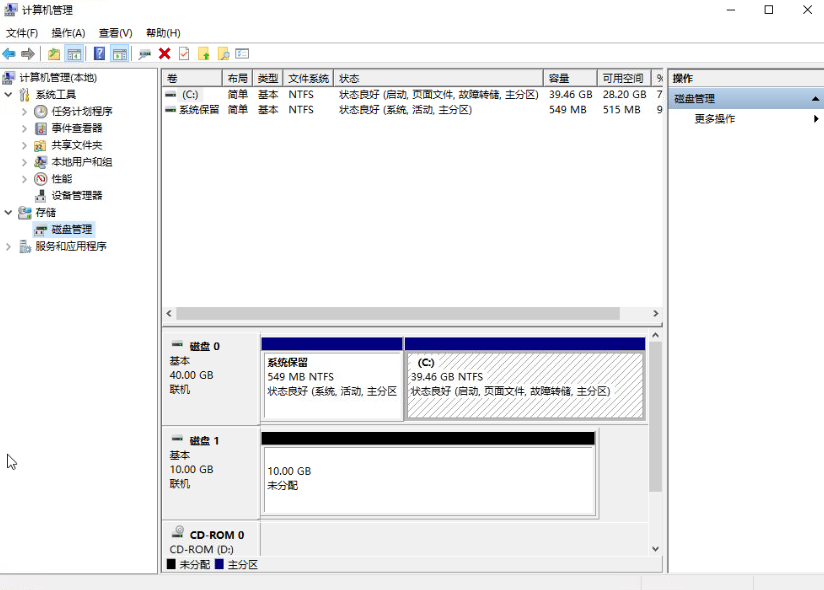 计算机管理
文件(F) 操作(A) 查看(V) 帮助(H)
计算机管理(本地)
系统工具
任务计划程序
事件查看器
共享文件夹
本地用户和组
性能
设备管理器
存储
磁盘管理
服务和应用程序
卷 布局 类型 文件系统 状态 容量 可用空间 %
(C:) 简单 基本 NTFS 状态良好 (启动, 页面文件, 故障转储, 主分区) 39.46 GB 28.20 GB 7
系统保留 简单 基本 NTFS 状态良好 (系统, 活动, 主分区) 549 MB 515 MB 9
磁盘 0
基本
40.00 GB
联机
系统保留
549 MB NTFS
状态良好 (系统, 活动, 主分区
(C:)
39.46 GB NTFS
状态良好 (启动, 页面文件, 故障转储, 主分区)
磁盘 1
基本
10.00 GB
联机
10.00 GB
未分配
CD-ROM 0
CD-ROM (D:)
未分配 主分区
操作
磁盘管理
更多操作